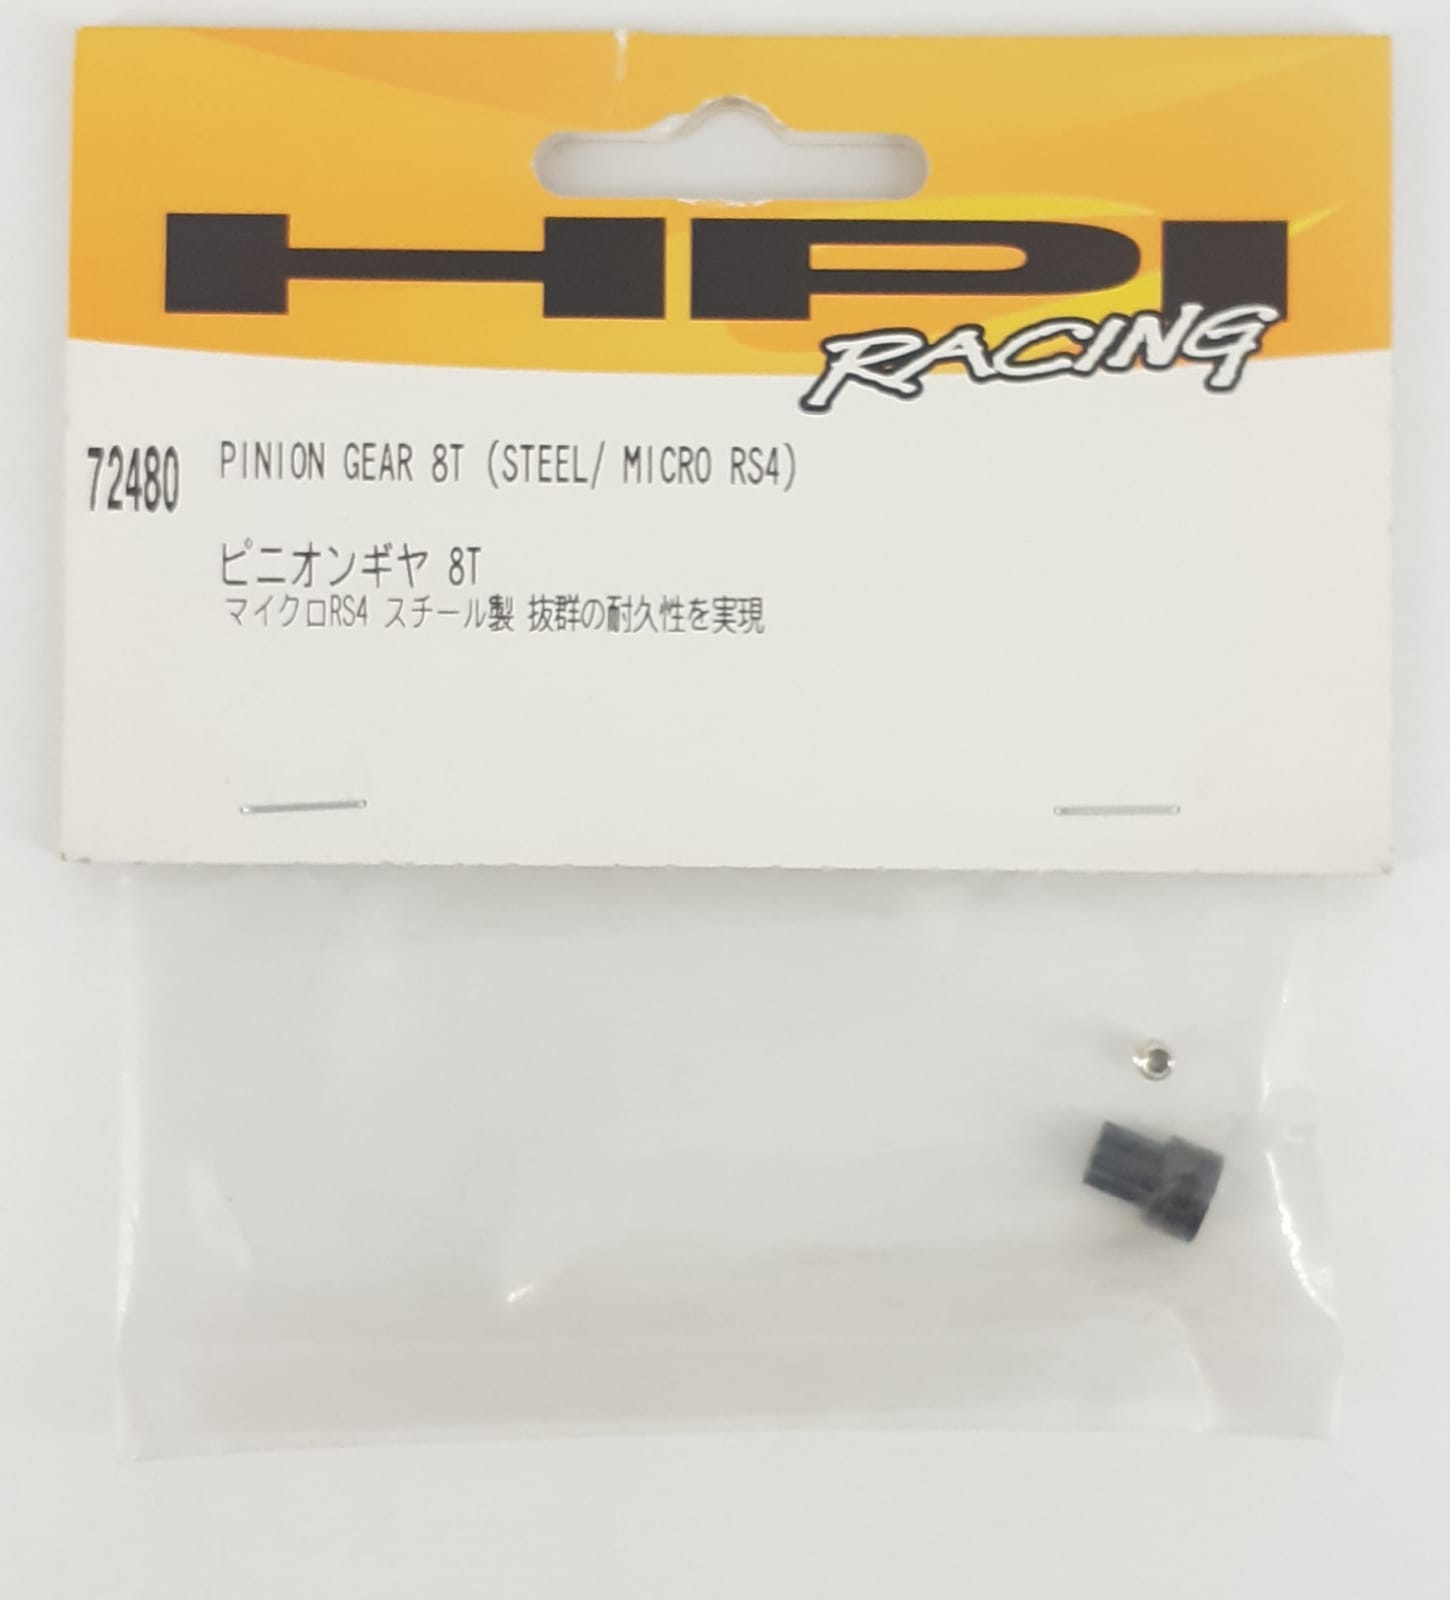 HPI
RACING
72480 PINION GEAR 8T (STEEL/ MICRO RS4)
ピニオンギヤ 8T
マイクロRS4 スチール製 抜群の耐久性を実現